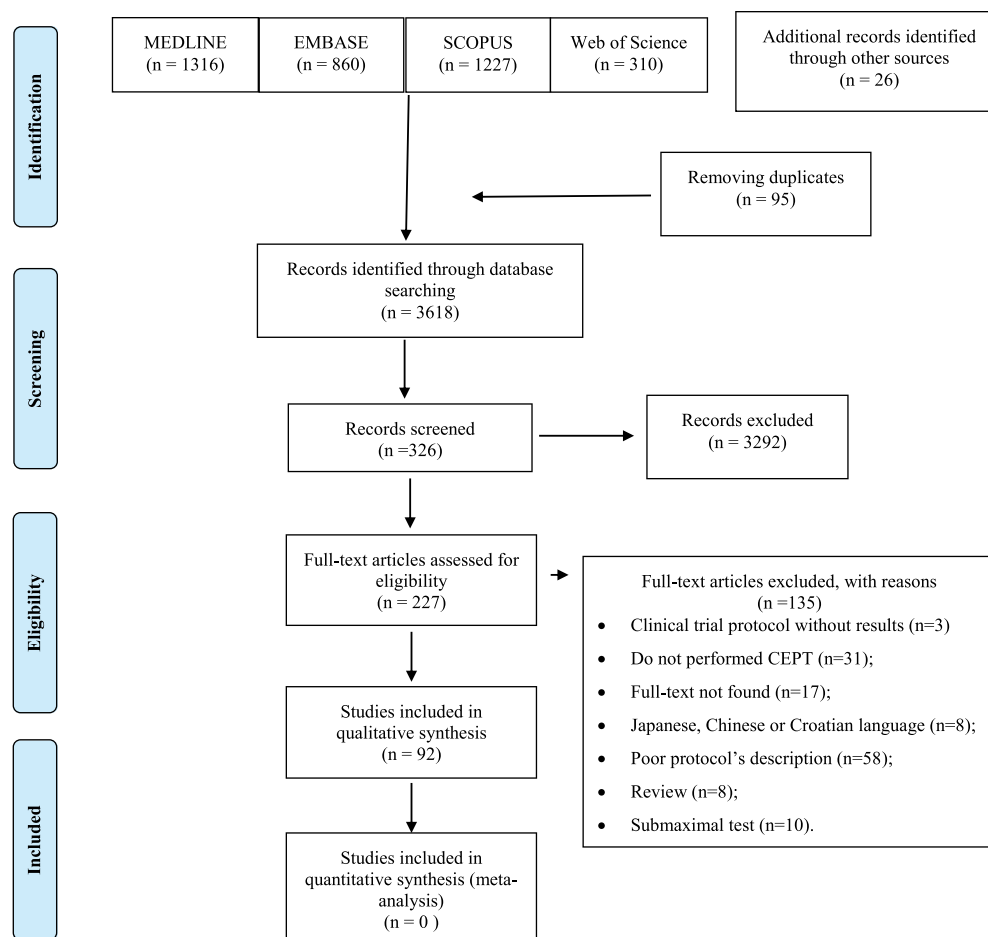 Identification
MEDLINE
(n = 1316)
EMBASE
(n = 860)
SCOPUS
(n = 1227)
Web of Science
(n = 310)
Additional records identified
through other sources
(n = 26)
Removing duplicates
(n = 95)
Screening
Records identified through database
searching
(n = 3618)
Records screened
(n =326)
Records excluded
n = 3292)
Eligibility
Full-text articles assessed for
eligibility
(n = 227)
Full-text articles excluded, with reasons
(n =135)
• Clinical trial protocol without results (n=3)
• Do not performed CEPT (n=31);
• Full-text not found (n=17);
• Japanese, Chinese or Croatian language (n=8);
• Poor protocol’s description (n=58);
• Review (n=8);
• Submaximal test (n=10).
Studies included in
qualitative synthesis
(n = 92)
Included
Studies included in
quantitative synthesis (meta-
analysis)
(n = 0 )